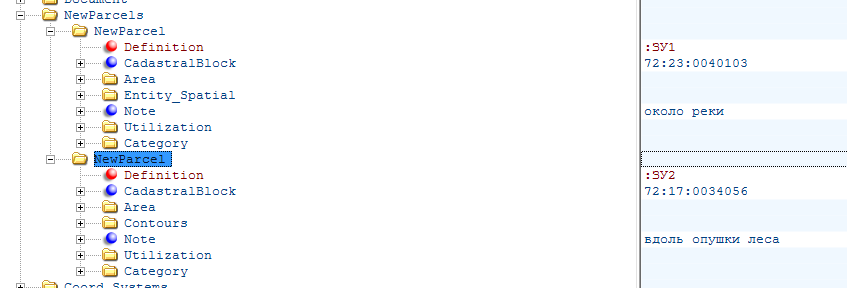 Document
NewParcels
NewParcel
Definition :ЗУ1
CadastralBlock 72:23:0040103
Area
Entity_Spatial
Note около реки
Utilization
Category
NewParcel
Definition :ЗУ2
CadastralBlock 72:17:0034056
Area
Contours
Note вдоль опушки леса
Utilization
Category
Coord_Systems